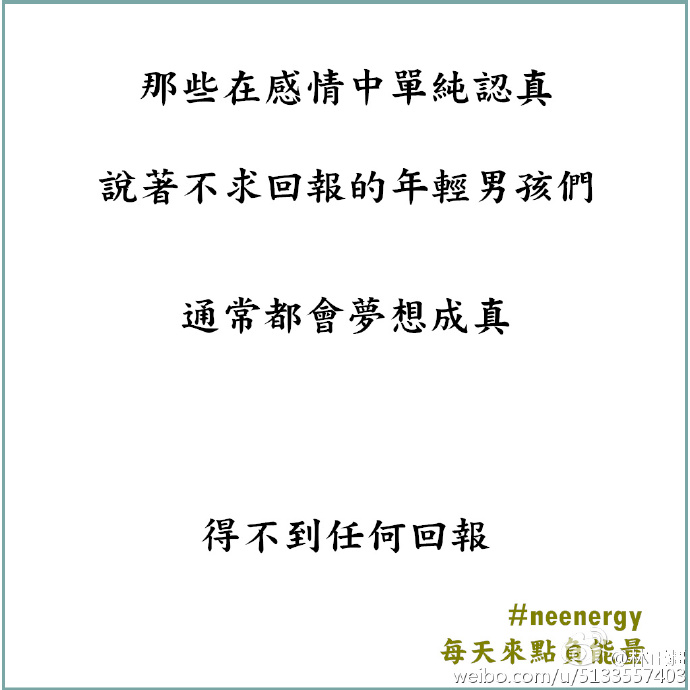 那些在感情中單純認真
說著不求回報的年輕男孩們
通常都會夢想成真
得不到任何回報
#neenergy
每天來點負能量
weibo.com/u/5133557403